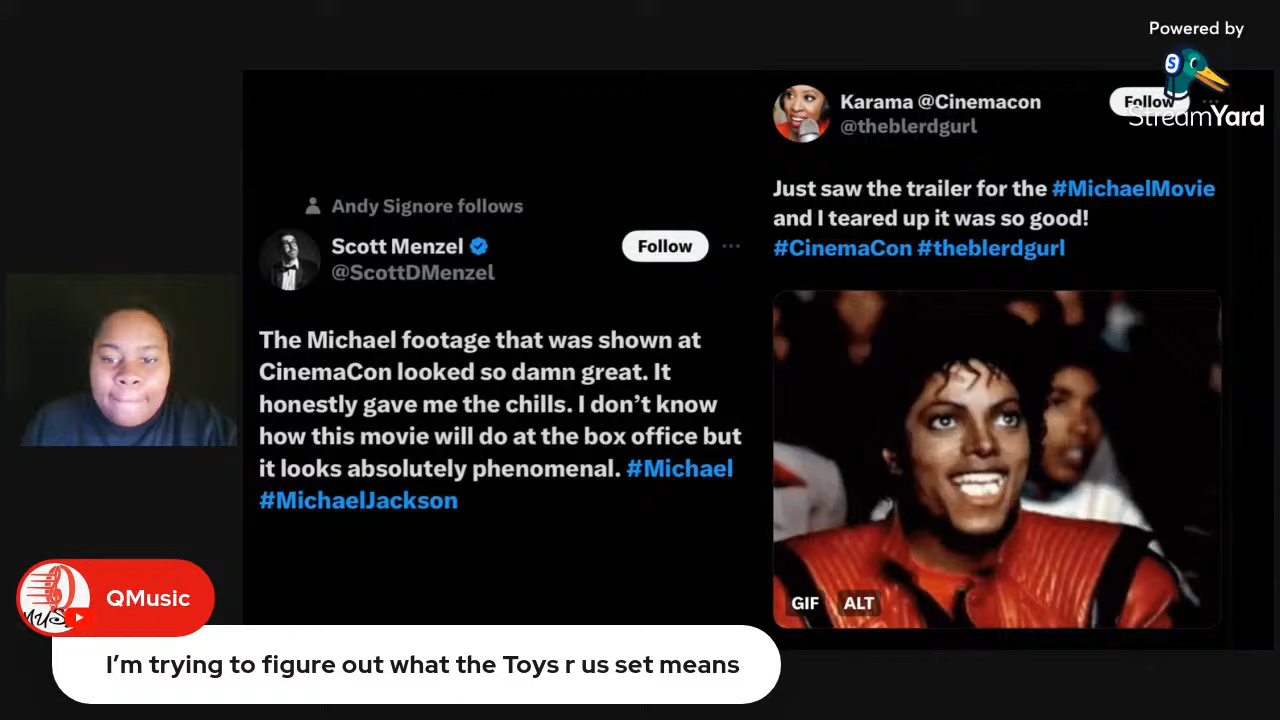 Powered by
StreamYard
Andy Signore follows
Scott Menzel
@ScottDMenzel
Follow
The Michael footage that was shown at
CinemaCon looked so damn great. It
honestly gave me the chills. I don’t know
how this movie will do at the box office but
it looks absolutely phenomenal. #Michael
#MichaelJackson
Karama @Cinemacon
@theblerdgurl
Follow
Just saw the trailer for the #MichaelMovie
and I teared up it was so good!
#CinemaCon #theblerdgurl
GIF ALT
QMusic
I’m trying to figure out what the Toys r us set means